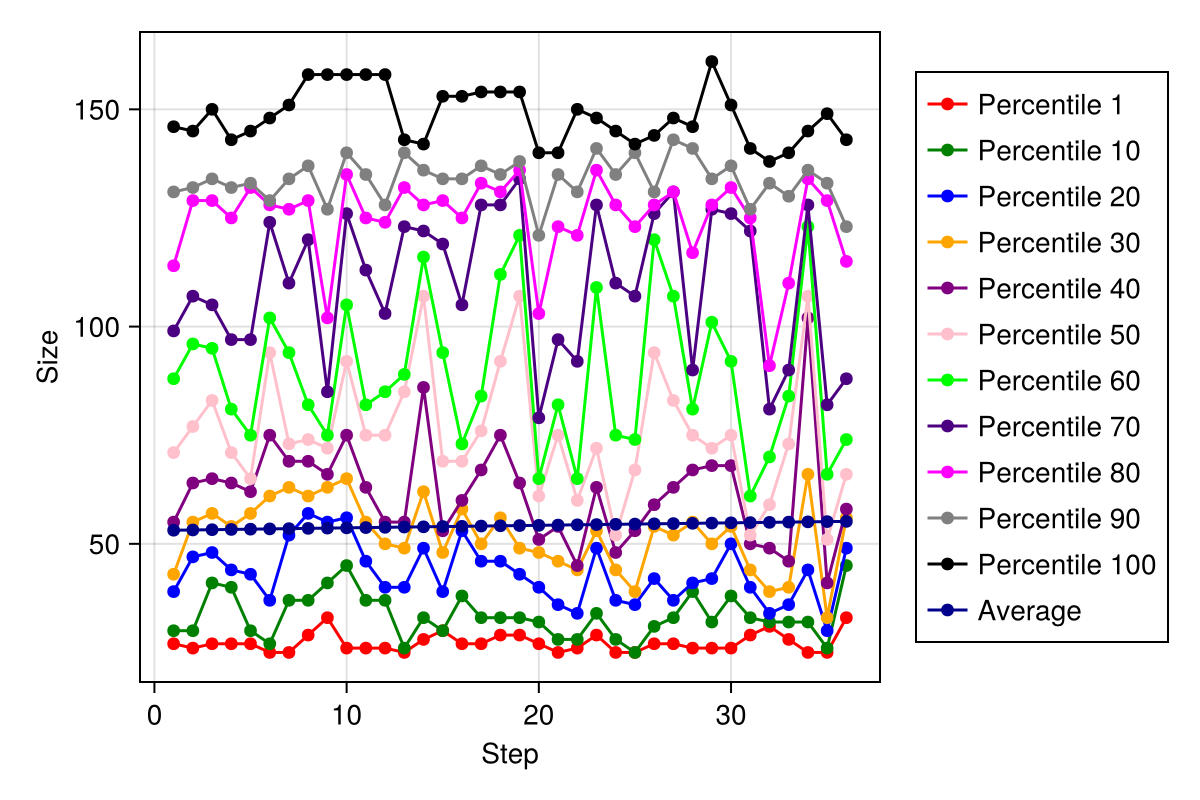 Size
150
100
50
0
10
20
30
Step
Percentile 1
Percentile 10
Percentile 20
Percentile 30
Percentile 40
Percentile 50
Percentile 60
Percentile 70
Percentile 80
Percentile 90
Percentile 100
Average